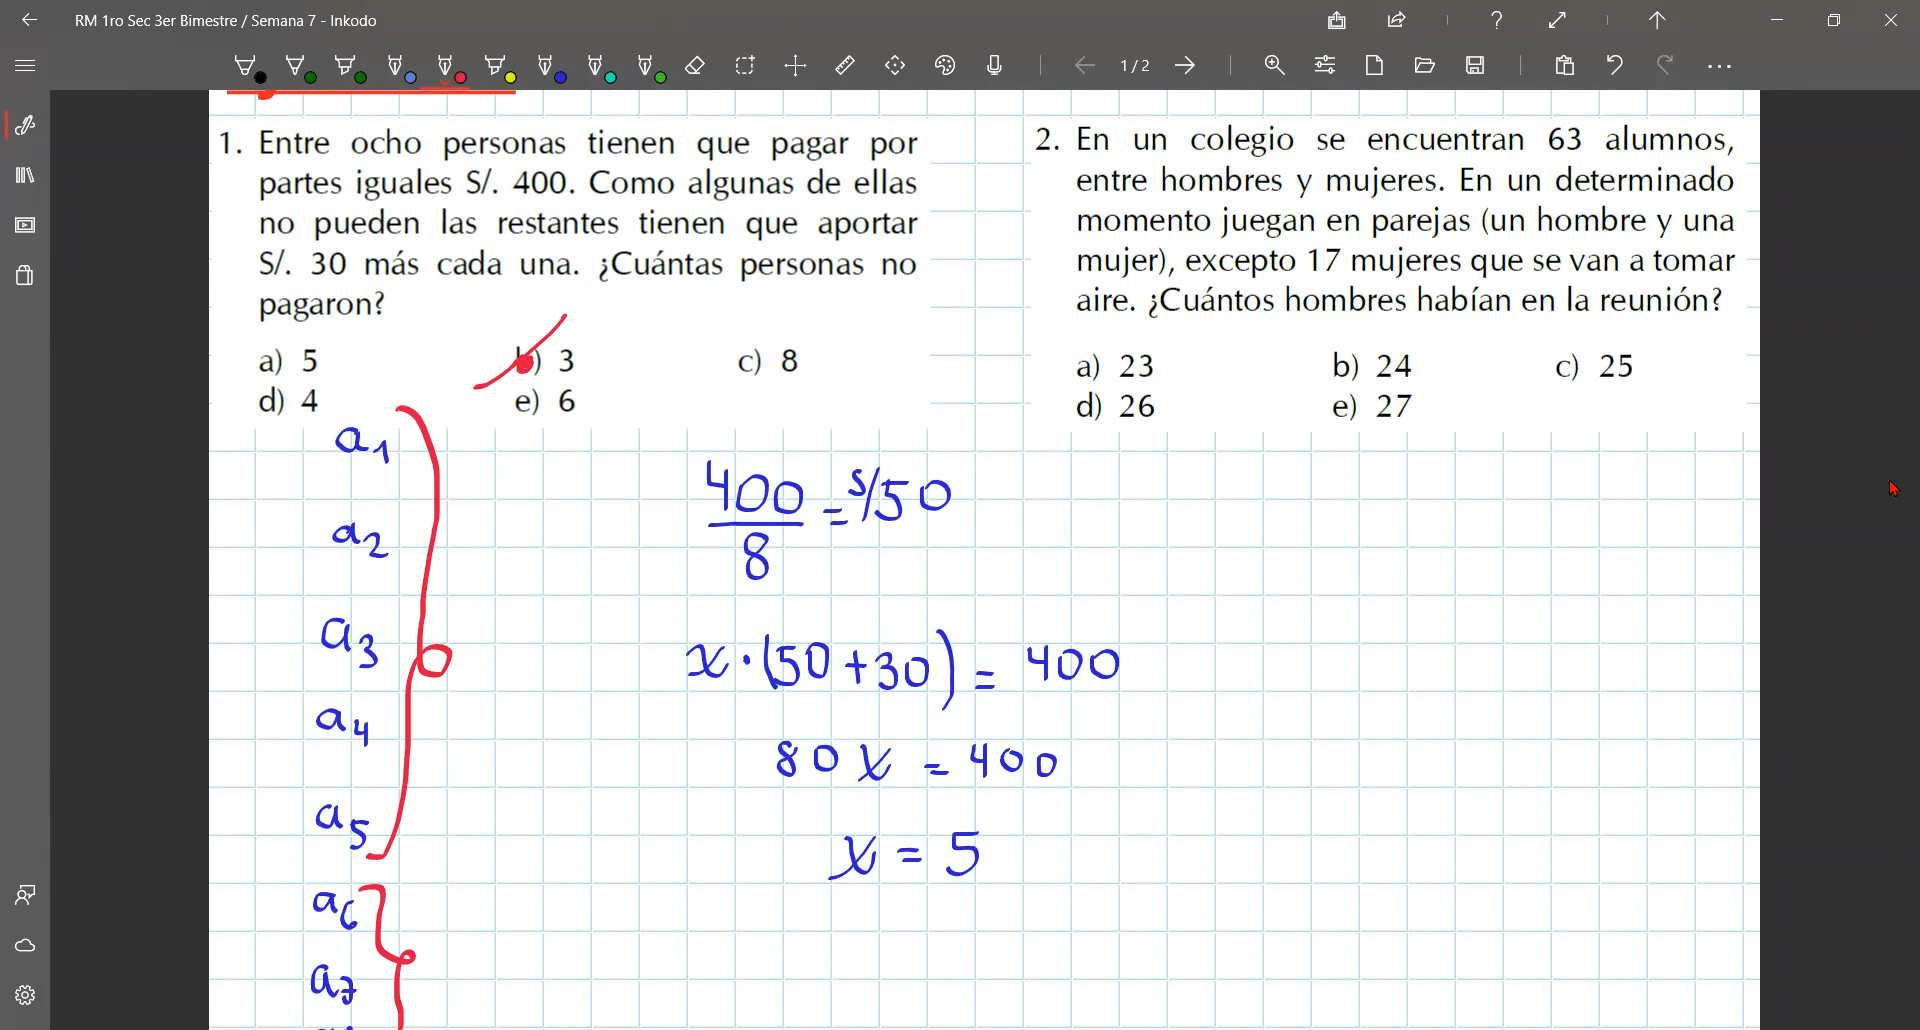 RM 1ro Sec 3er Bimestre / Semana 7 - Inkodo
1 / 2
1. Entre ocho personas tienen que pagar por
partes iguales S/. 400. Como algunas de ellas
no pueden las restantes tienen que aportar
S/. 30 más cada una. ¿Cuántas personas no
pagaron?
a) 5 b) 3 c) 8
d) 4 e) 6
2. En un colegio se encuentran 63 alumnos,
entre hombres y mujeres. En un determinado
momento juegan en parejas (un hombre y una
mujer), excepto 17 mujeres que se van a tomar
aire. ¿Cuántos hombres habían en la reunión?
a) 23 b) 24 c) 25
d) 26 e) 27
a1
a2
a3
a4
a5
a6
a7
400/8 = S/50
x · (50 + 30) = 400
80 x = 400
x = 5